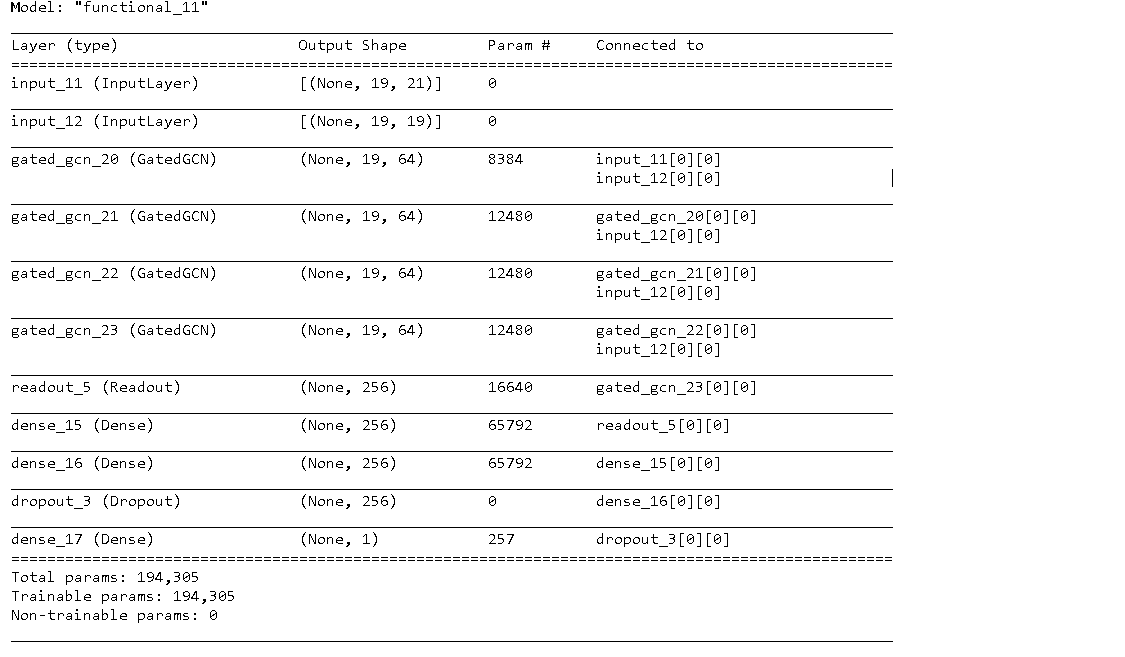 Model: "functional_11"
Layer (type) Output Shape Param # Connected to
==================================================================================================
input_11 (InputLayer) [(None, 19, 21)] 0
input_12 (InputLayer) [(None, 19, 19)] 0
gated_gcn_20 (GatedGCN) (None, 19, 64) 8384 input_11[0][0]
input_12[0][0]
gated_gcn_21 (GatedGCN) (None, 19, 64) 12480 gated_gcn_20[0][0]
input_12[0][0]
gated_gcn_22 (GatedGCN) (None, 19, 64) 12480 gated_gcn_21[0][0]
input_12[0][0]
gated_gcn_23 (GatedGCN) (None, 19, 64) 12480 gated_gcn_22[0][0]
input_12[0][0]
readout_5 (Readout) (None, 256) 16640 gated_gcn_23[0][0]
dense_15 (Dense) (None, 256) 65792 readout_5[0][0]
dense_16 (Dense) (None, 256) 65792 dense_15[0][0]
dropout_3 (Dropout) (None, 256) 0 dense_16[0][0]
dense_17 (Dense) (None, 1) 257 dropout_3[0][0]
==================================================================================================
Total params: 194,305
Trainable params: 194,305
Non-trainable params: 0